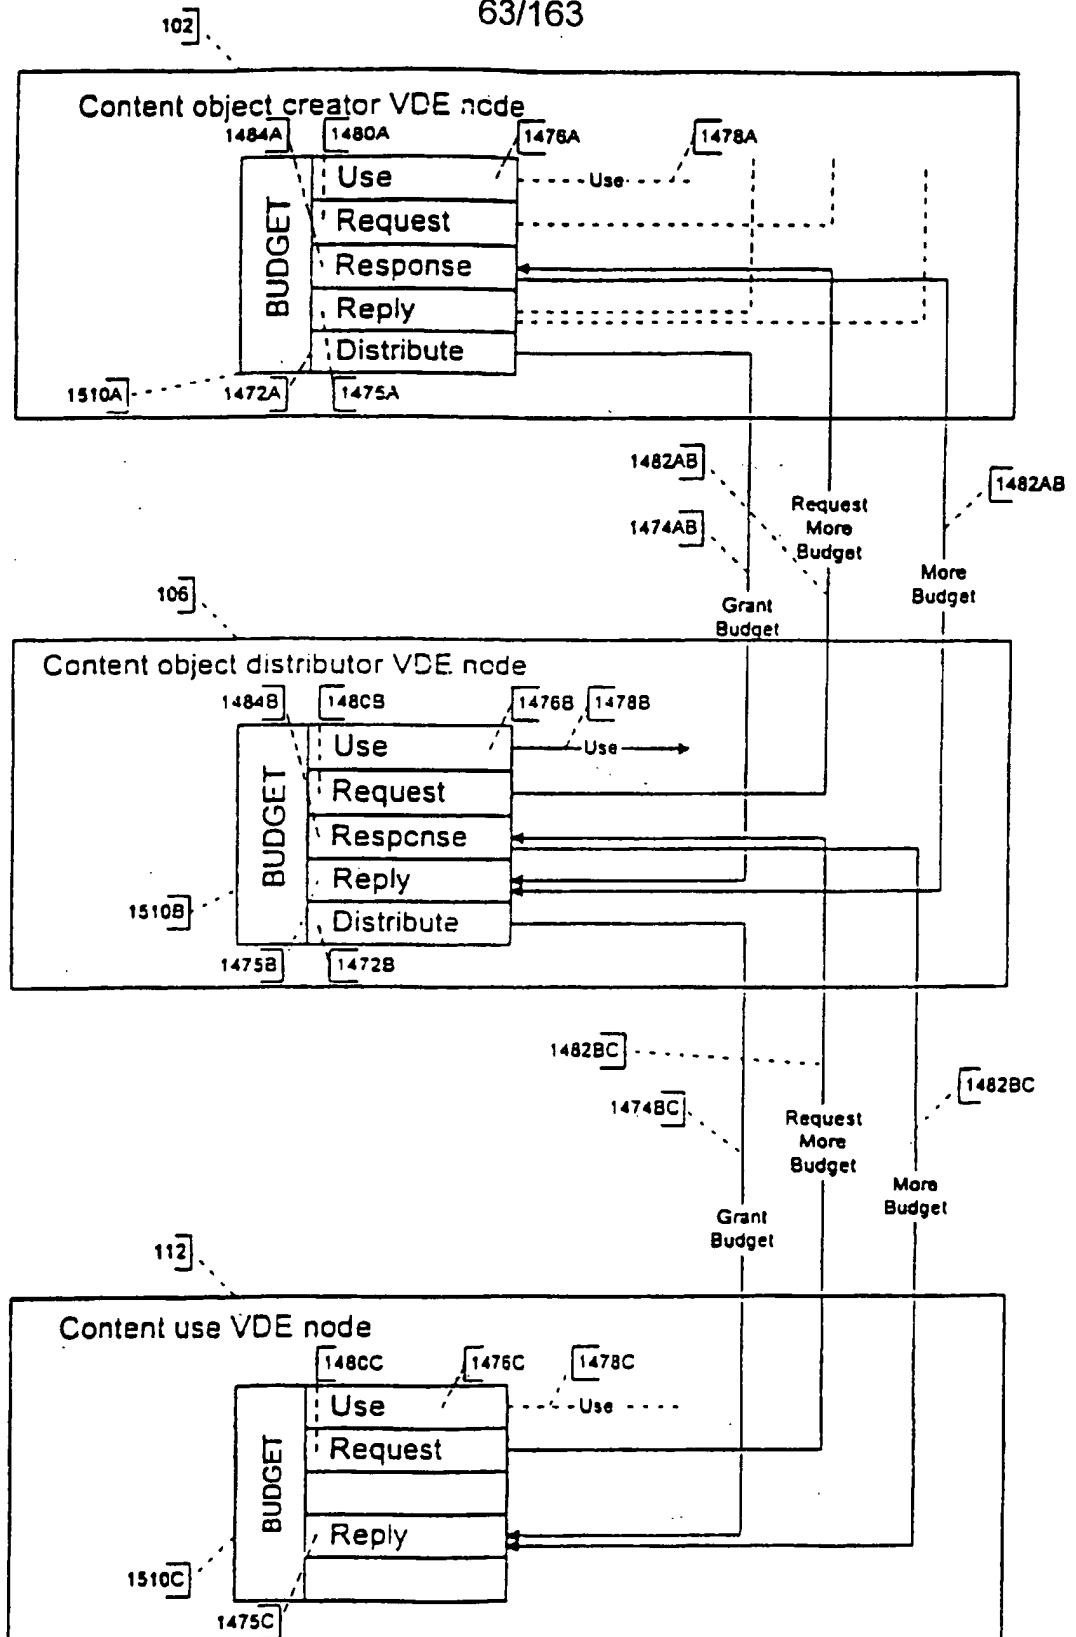 63/163
102
Content object creator VDE node
1484A
1480A
1476A
1478A
BUDGET
Use
Use
Request
Response
Reply
Distribute
1510A
1472A
1475A
1482AB
1482AB
1474AB
Request
More
Budget
More
Budget
Grant
Budget
106
Content object distributor VDE node
1484B
1480B
1476B
1478B
BUDGET
Use
Use
Request
Response
Reply
Distribute
1510B
1475B
1472B
1482BC
1482BC
1474BC
Request
More
Budget
More
Budget
Grant
Budget
112
Content use VDE node
1480C
1476C
1478C
BUDGET
Use
Use
Request
Reply
1510C
1475C